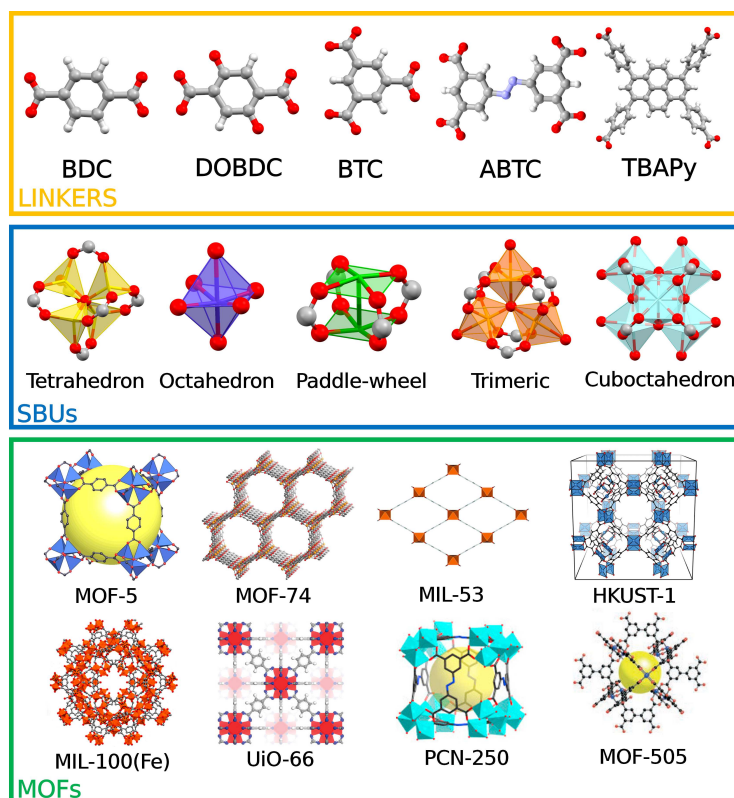 BDC DOBDC BTC ABTC TBAPy
LINKERS
Tetrahedron Octahedron Paddle-wheel Trimeric Cuboctahedron
SBUs
MOF-5 MOF-74 MIL-53 HKUST-1
MIL-100(Fe) UiO-66 PCN-250 MOF-505
MOFs